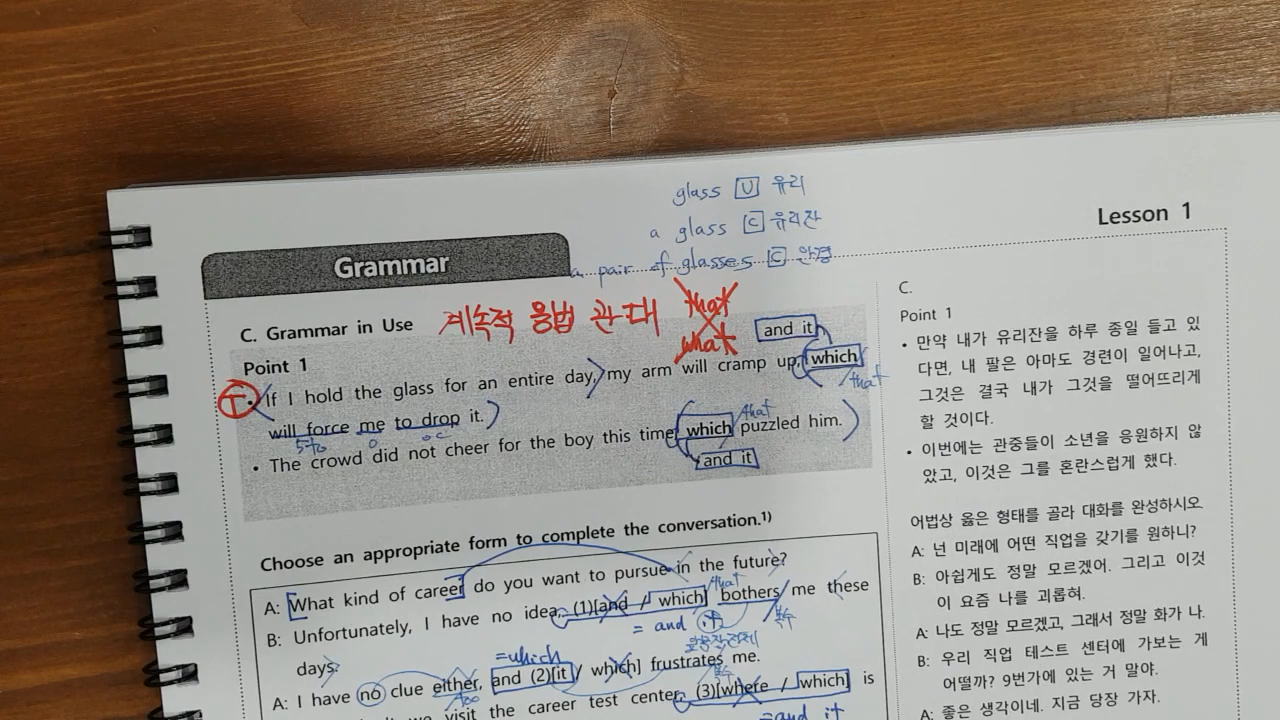 glass U 유리
a glass C 유리잔
a pair of glasses C 안경
Lesson 1
Grammar
C. Grammar in Use
계속적 용법 관대 that
what
Point 1
and it
T • If I hold the glass for an entire day, my arm will cramp up, which
that
will force me to drop it.
5형
O
OC
that
• The crowd did not cheer for the boy this time, which puzzled him.
and it
Choose an appropriate form to complete the conversation.1)
A: What kind of career do you want to pursue in the future?
that
B: Unfortunately, I have no idea, (1)[and / which] bothers me these
= and it
days.
=which
A: I have no clue either, and (2)[it / which] frustrates me.
too
visit the career test center, (3)[where / which] is
=and it
C.
Point 1
• 만약 내가 유리잔을 하루 종일 들고 있
다면, 내 팔은 아마도 경련이 일어나고,
그것은 결국 내가 그것을 떨어뜨리게
할 것이다.
• 이번에는 관중들이 소년을 응원하지 않
았고, 이것은 그를 혼란스럽게 했다.
어법상 옳은 형태를 골라 대화를 완성하시오
A: 넌 미래에 어떤 직업을 갖기를 원하니?
B: 아쉽게도 정말 모르겠어. 그리고 이것
이 요즘 나를 괴롭혀.
A: 나도 정말 모르겠고, 그래서 정말 화가 나.
B: 우리 직업 테스트 센터에 가보는 게
어떨까? 9번가에 있는 거 말야.
A: 좋은 생각이네. 지금 당장 가자.